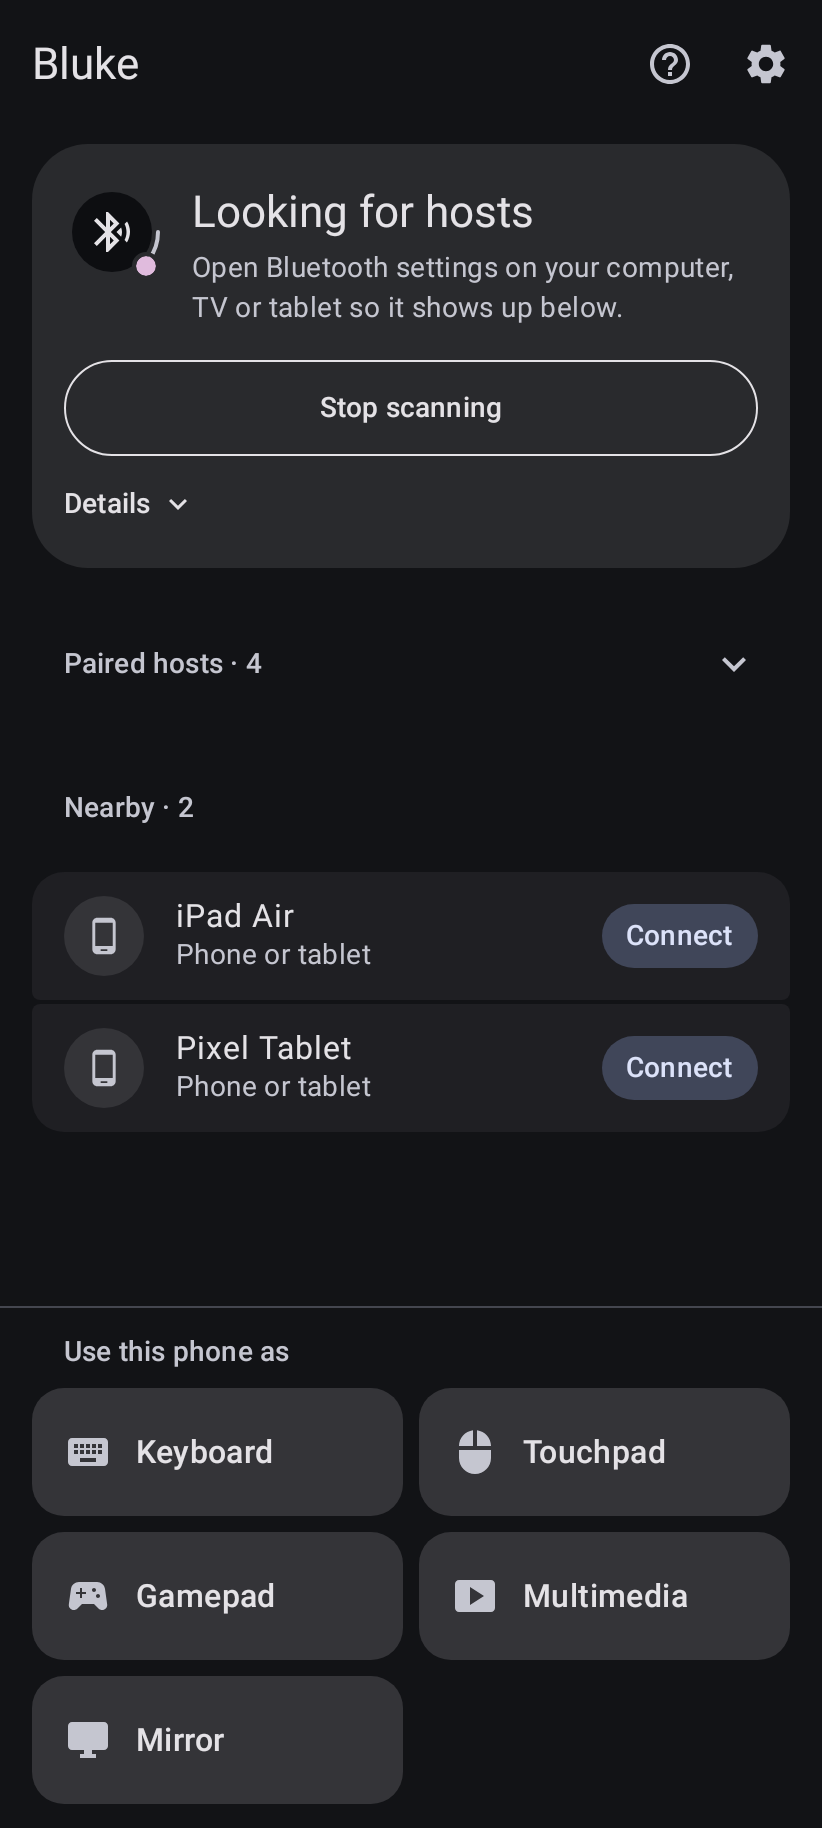 Bluke
Looking for hosts
Open Bluetooth settings on your computer,
TV or tablet so it shows up below.
Stop scanning
Details
Paired hosts · 4
Nearby · 2
iPad Air
Phone or tablet
Connect
Pixel Tablet
Phone or tablet
Connect
Use this phone as
Keyboard
Touchpad
Gamepad
Multimedia
Mirror